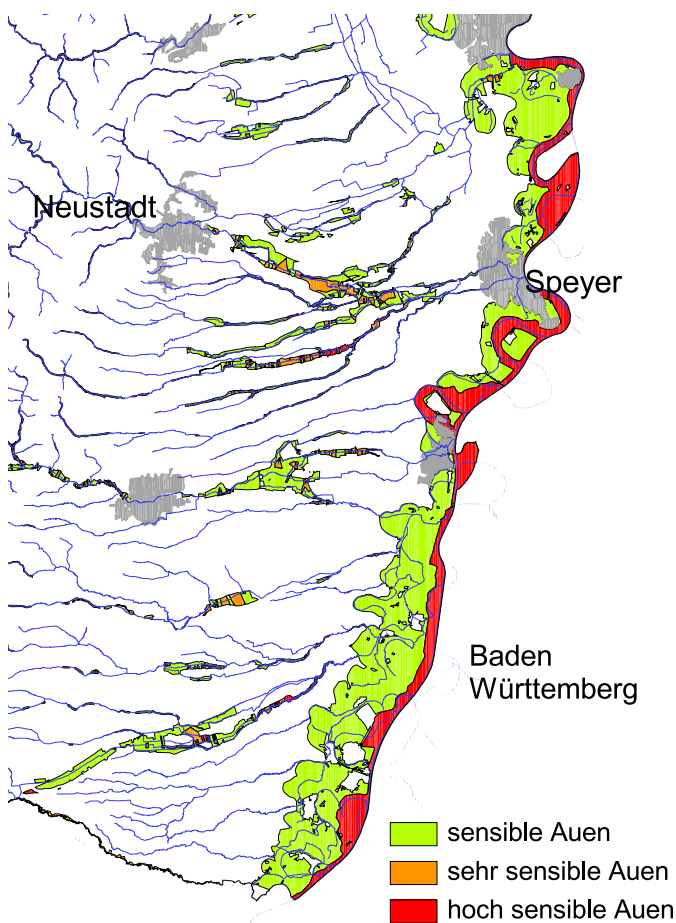 Neustadt
Speyer
Baden
Württemberg
sensible Auen
sehr sensible Auen
hoch sensible Auen